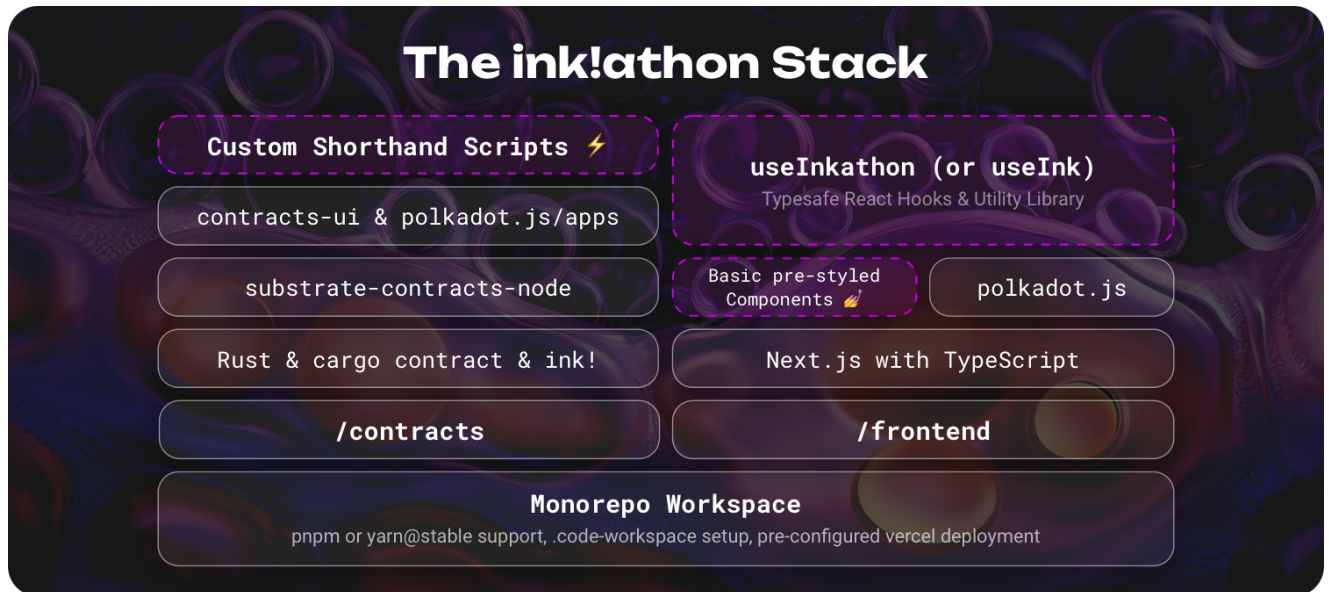 The ink!athon Stack
Custom Shorthand Scripts ⚡
contracts-ui & polkadot.js/apps
substrate-contracts-node
Rust & cargo contract & ink!
/contracts
useInkathon (or useInk)
Typesafe React Hooks & Utility Library
Basic pre-styled
Components 💅
polkadot.js
Next.js with TypeScript
/frontend
Monorepo Workspace
pnpm or yarn@stable support, .code-workspace setup, pre-configured vercel deployment